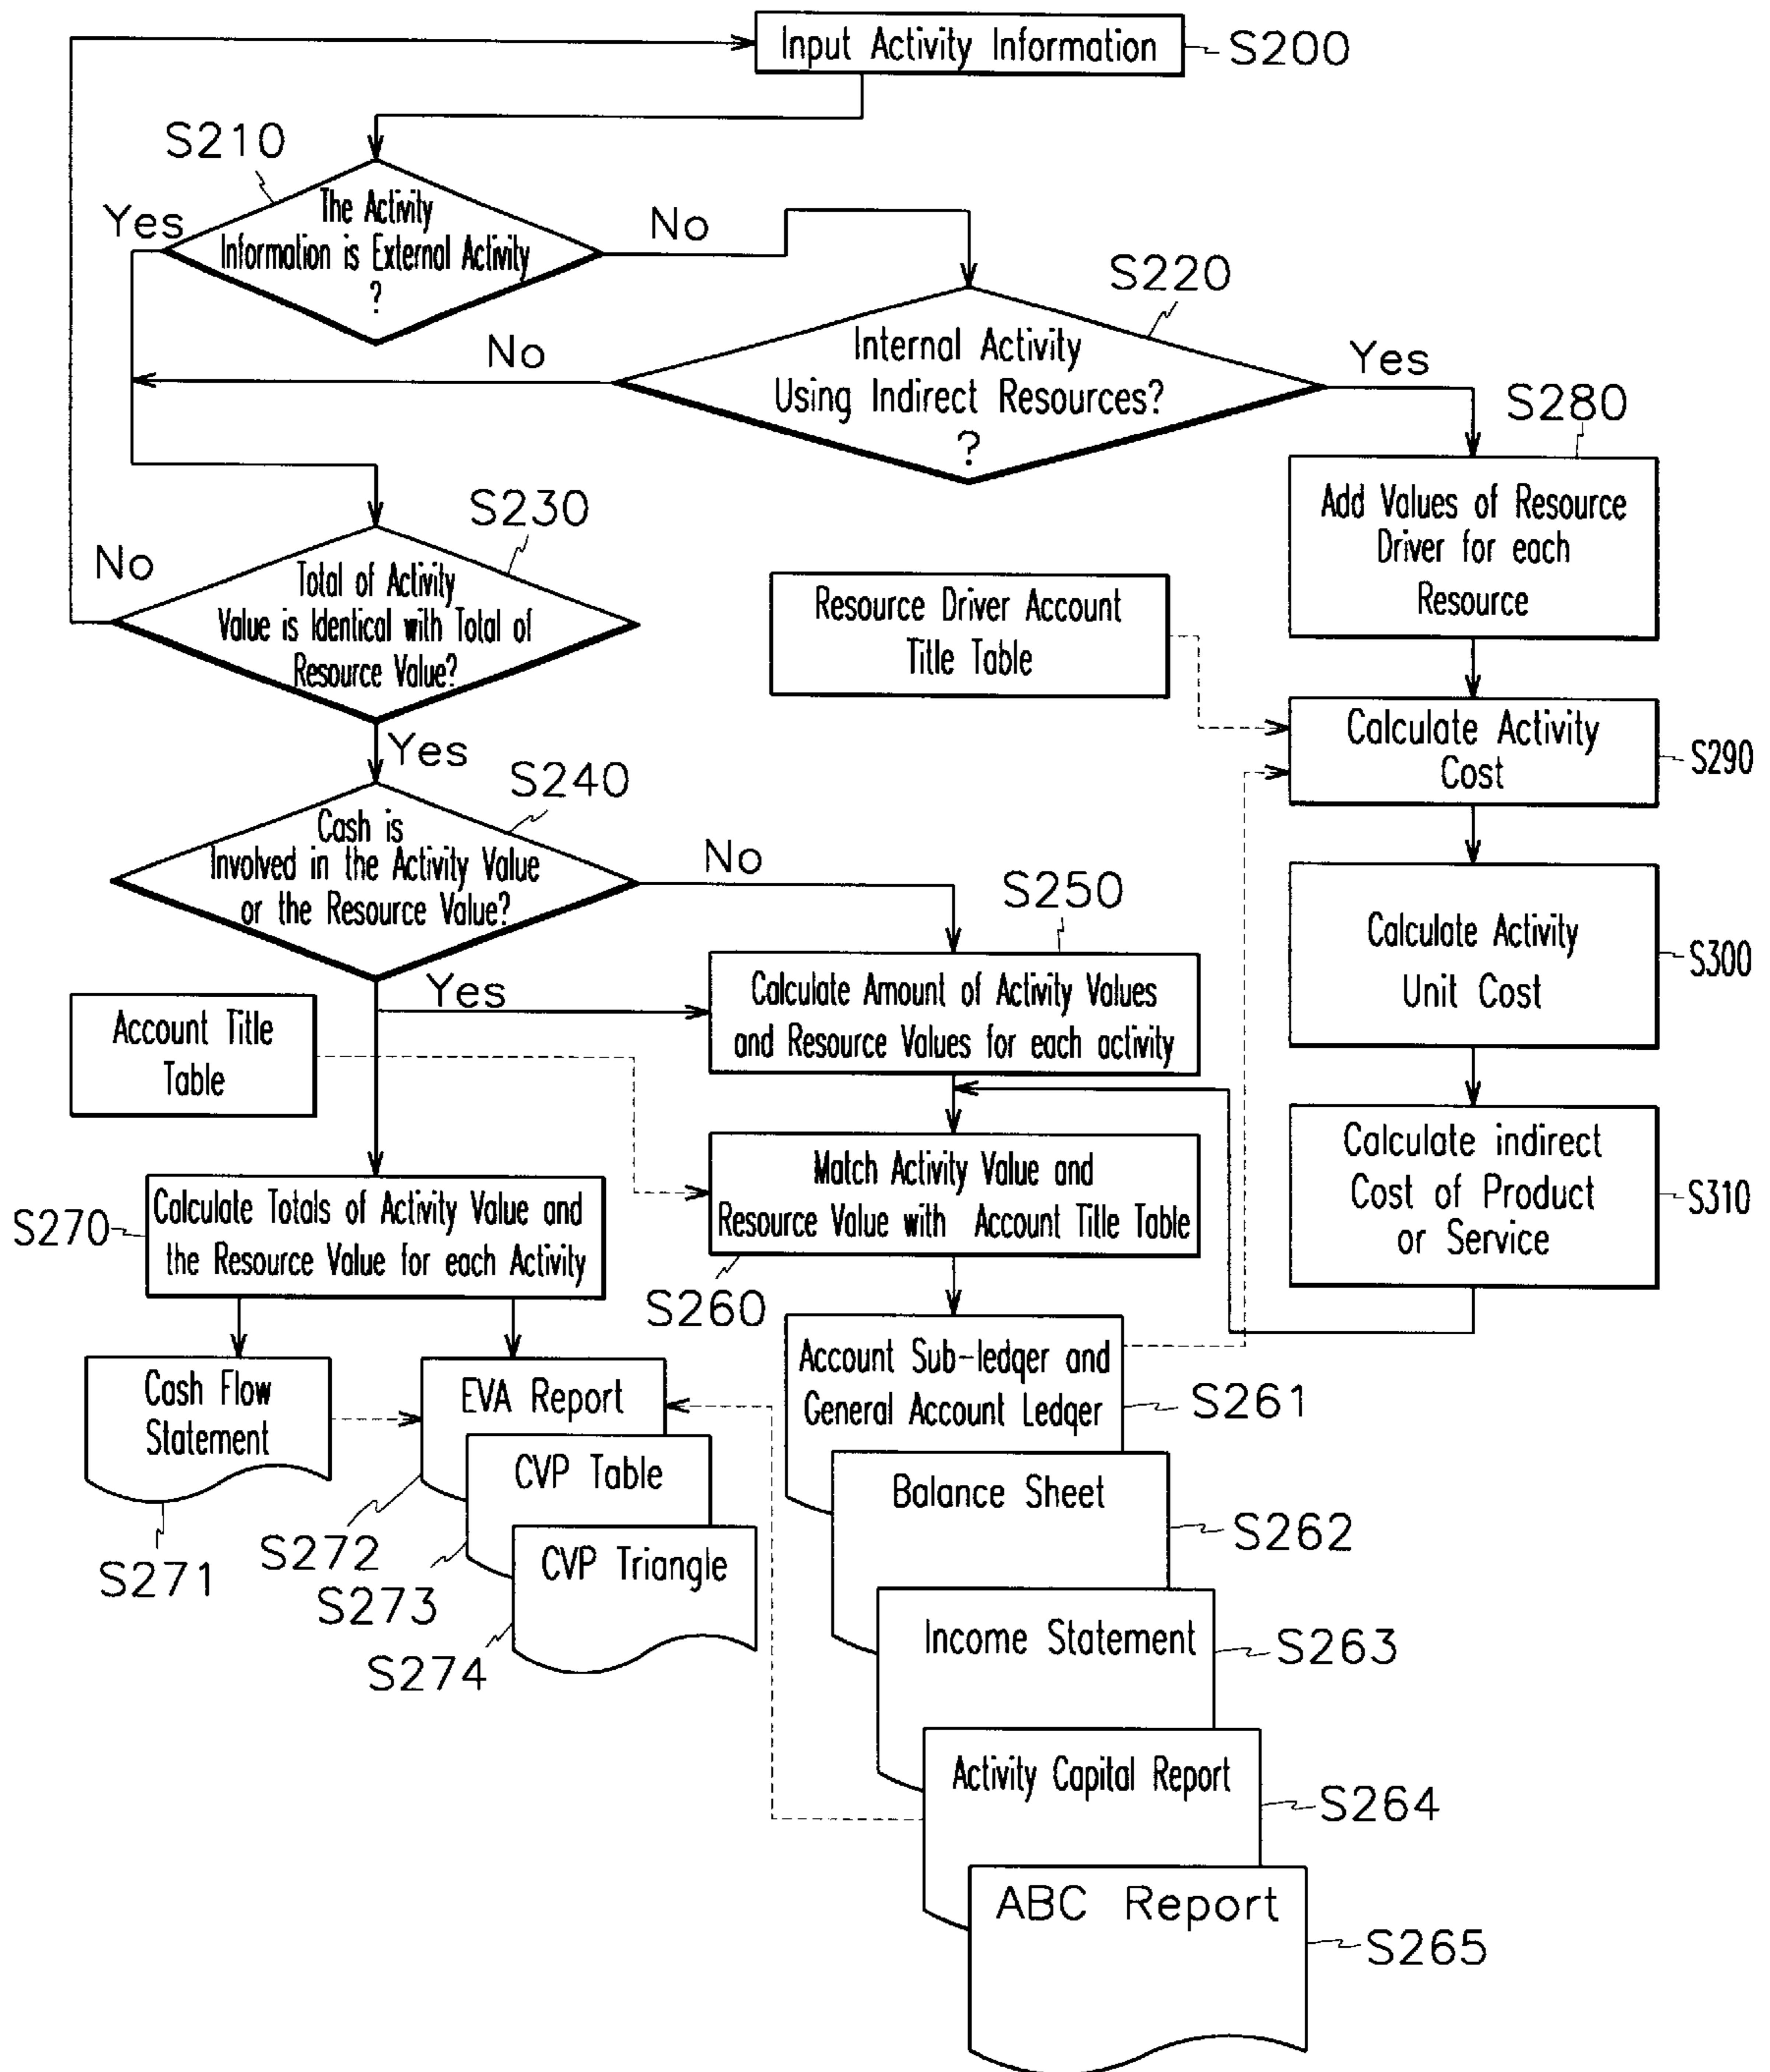 Input Activity Information
S200
S210
The Activity
Information is External Activity
?
Yes
No
S220
Internal Activity
Using Indirect Resources?
?
No
Yes
S280
Add Values of Resource
Driver for each
Resource
S230
No
Total of Activity
Value is Identical with Total of
Resource Value?
Resource Driver Account
Title Table
Yes
Calculate Activity
Cost
S290
S240
Cash is
Involved in the Activity Value
or the Resource Value?
No
S250
Calculate Activity
Unit Cost
S300
Yes
Calculate Amount of Activity Values
and Resource Values for each activity
Account Title
Table
Match Activity Value and
Resource Value with Account Title Table
Calculate indirect
Cost of Product
or Service
S310
S270
Calculate Totals of Activity Value and
the Resource Value for each Activity
S260
Cash Flow
Statement
EVA Report
Account Sub-ledqer and
General Account Ledqer
S261
CVP Table
Balance Sheet
S262
S271
S272
S273
CVP Triangle
S274
Income Statement
S263
Activity Capital Report
S264
ABC Report
S265